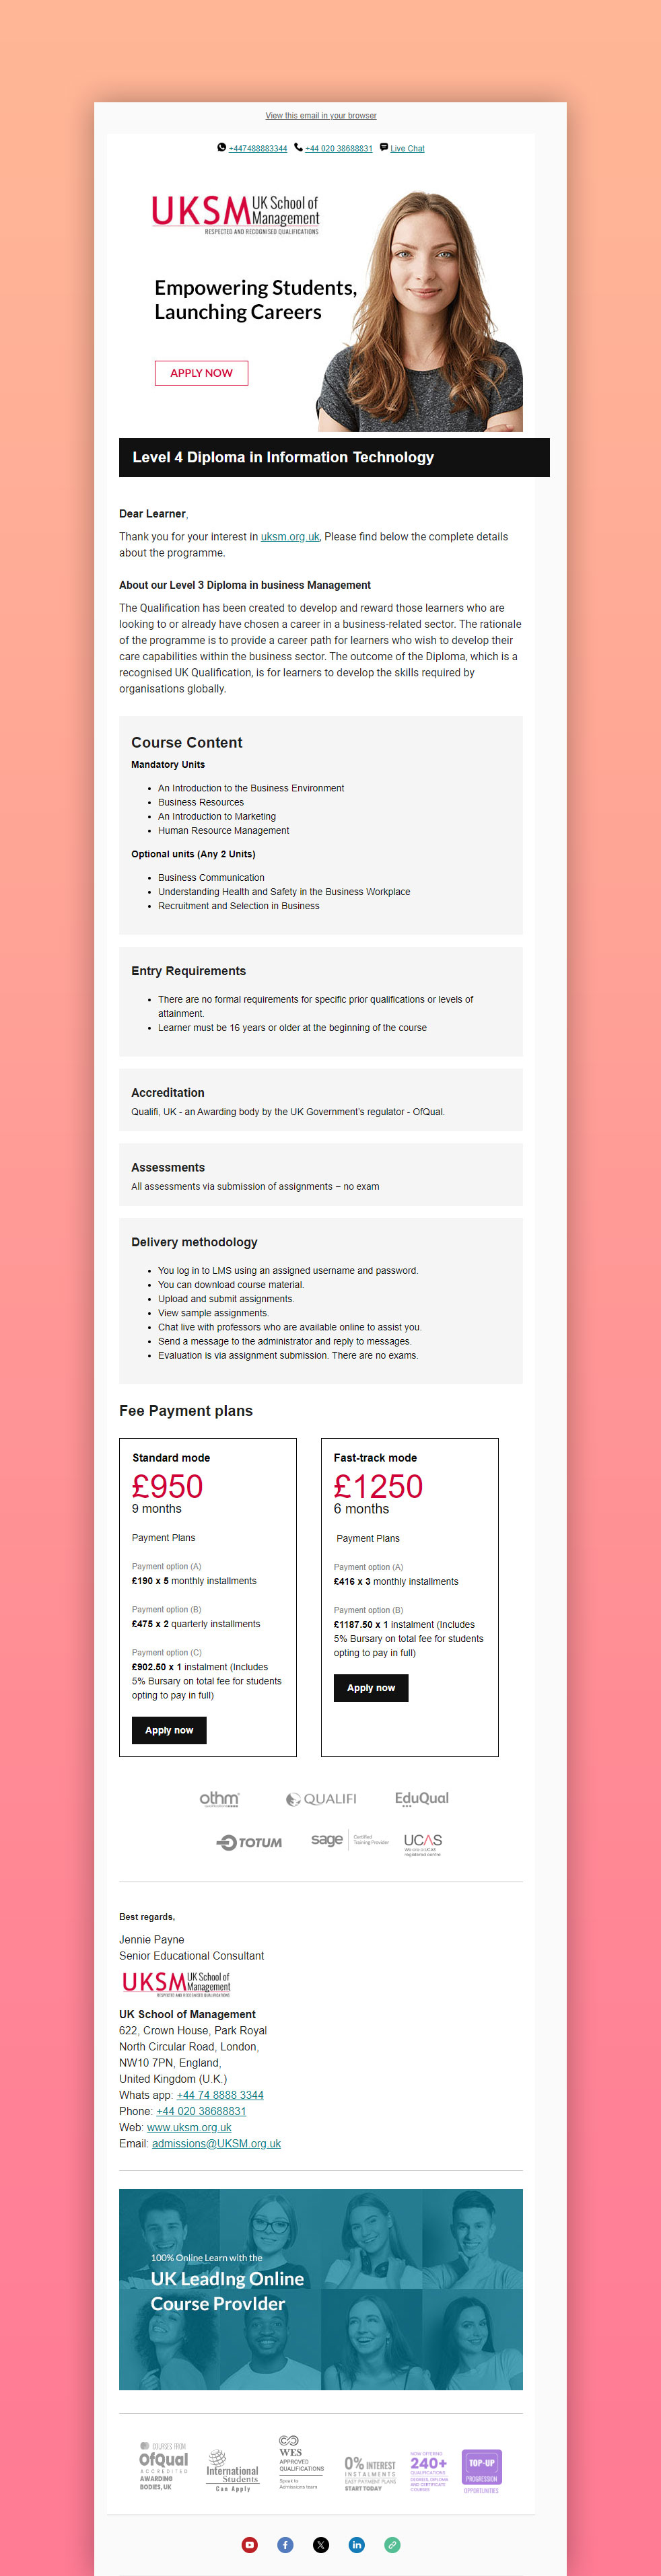 View this email in your browser
+447488883344 +44 020 38688831 Live Chat
UKSM UK School of
Management
RESPECTED AND RECOGNISED QUALIFICATIONS
Empowering Students,
Launching Careers
APPLY NOW
Level 4 Diploma in Information Technology
Dear Learner,
Thank you for your interest in uksm.org.uk, Please find below the complete details
about the programme.
About our Level 3 Diploma in business Management
The Qualification has been created to develop and reward those learners who are
looking to or already have chosen a career in a business-related sector. The rationale
of the programme is to provide a career path for learners who wish to develop their
care capabilities within the business sector. The outcome of the Diploma, which is a
recognised UK Qualification, is for learners to develop the skills required by
organisations globally.
Course Content
Mandatory Units
• An Introduction to the Business Environment
• Business Resources
• An Introduction to Marketing
• Human Resource Management
Optional units (Any 2 Units)
• Business Communication
• Understanding Health and Safety in the Business Workplace
• Recruitment and Selection in Business
Entry Requirements
• There are no formal requirements for specific prior qualifications or levels of
attainment.
• Learner must be 16 years or older at the beginning of the course
Accreditation
Qualifi, UK - an Awarding body by the UK Government's regulator - OfQual.
Assessments
All assessments via submission of assignments – no exam
Delivery methodology
• You log in to LMS using an assigned username and password.
• You can download course material.
• Upload and submit assignments.
• View sample assignments.
• Chat live with professors who are available online to assist you.
• Send a message to the administrator and reply to messages.
• Evaluation is via assignment submission. There are no exams.
Fee Payment plans
Standard mode
£950
9 months
Payment Plans
Payment option (A)
£190 x 5 monthly installments
Payment option (B)
£475 x 2 quarterly installments
Payment option (C)
£902.50 x 1 instalment (Includes
5% Bursary on total fee for students
opting to pay in full)
Apply now
Fast-track mode
£1250
6 months
Payment Plans
Payment option (A)
£416 x 3 monthly installments
Payment option (B)
£1187.50 x 1 instalment (Includes
5% Bursary on total fee for students
opting to pay in full)
Apply now
othm QUALIFI EduQual
TOTUM sage Certified
Training Provider
UCAS
We are a UCAS
registered centre
Best regards,
Jennie Payne
Senior Educational Consultant
UKSM UK School of
Management
RESPECTED AND RECOGNISED QUALIFICATIONS
UK School of Management
622, Crown House, Park Royal
North Circular Road, London,
NW10 7PN, England,
United Kingdom (U.K.)
Whats app: +44 74 8888 3344
Phone: +44 020 38688831
Web: www.uksm.org.uk
Email: admissions@UKSM.org.uk
100% Online Learn with the
UK LeadIng Online
Course ProvIder
COURSES FROM
OfQual
ACCREDITED
AWARDING
BODIES, UK
International
Students
Can Apply
WES
APPROVED
QUALIFICATIONS
Speak to
Admissions team
0% INTEREST
INSTALMENTS
EASY PAYMENT PLANS
START TODAY
NOW OFFERING
240+
QUALIFICATIONS
DEGREES, DIPLOMA
AND CERTIFICATE
COURSES
TOP-UP
PROGRESSION
OPPORTUNITIES